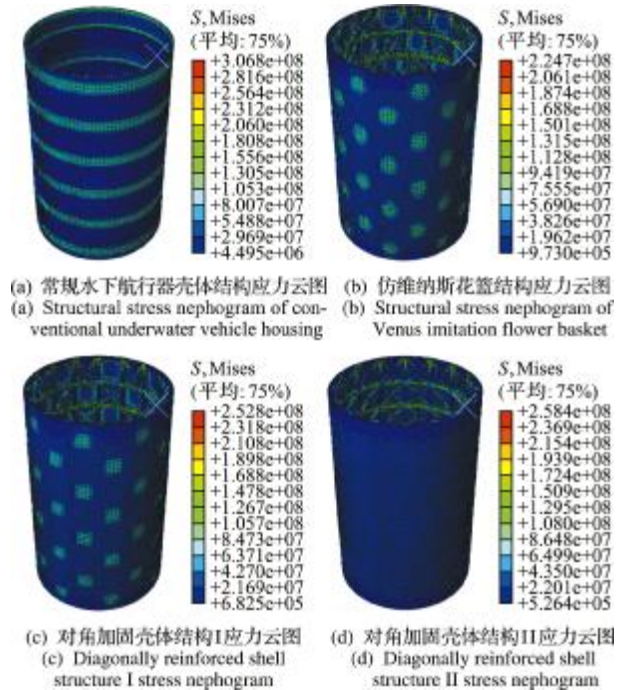 S, Mises
(平均: 75%)
+3.068e+08
+2.816e+08
+2.564e+08
+2.312e+08
+2.060e+08
+1.808e+08
+1.556e+08
+1.305e+08
+1.053e+08
+8.007e+07
+5.488e+07
+2.969e+07
+4.495e+06
(a) 常规水下航行器壳体结构应力云图
(a) Structural stress nephogram of con-
ventional underwater vehicle housing
S, Mises
(平均: 75%)
+2.247e+08
+2.061e+08
+1.874e+08
+1.688e+08
+1.501e+08
+1.315e+08
+1.128e+08
+9.419e+07
+7.555e+07
+5.690e+07
+3.826e+07
+1.962e+07
+9.730e+05
(b) 仿维纳斯花篮结构应力云图
(b) Structural stress nephogram of
Venus imitation flower basket
S, Mises
(平均: 75%)
+2.528e+08
+2.318e+08
+2.108e+08
+1.898e+08
+1.688e+08
+1.478e+08
+1.267e+08
+1.057e+08
+8.473e+07
+6.371e+07
+4.270e+07
+2.169e+07
+6.825e+05
(c) 对角加固壳体结构I应力云图
(c) Diagonally reinforced shell
structure I stress nephogram
S, Mises
(平均: 75%)
+2.584e+08
+2.369e+08
+2.154e+08
+1.939e+08
+1.724e+08
+1.509e+08
+1.295e+08
+1.080e+08
+8.648e+07
+6.499e+07
+4.350e+07
+2.201e+07
+5.264e+05
(d) 对角加固壳体结构II应力云图
(d) Diagonally reinforced shell
structure II stress nephogram